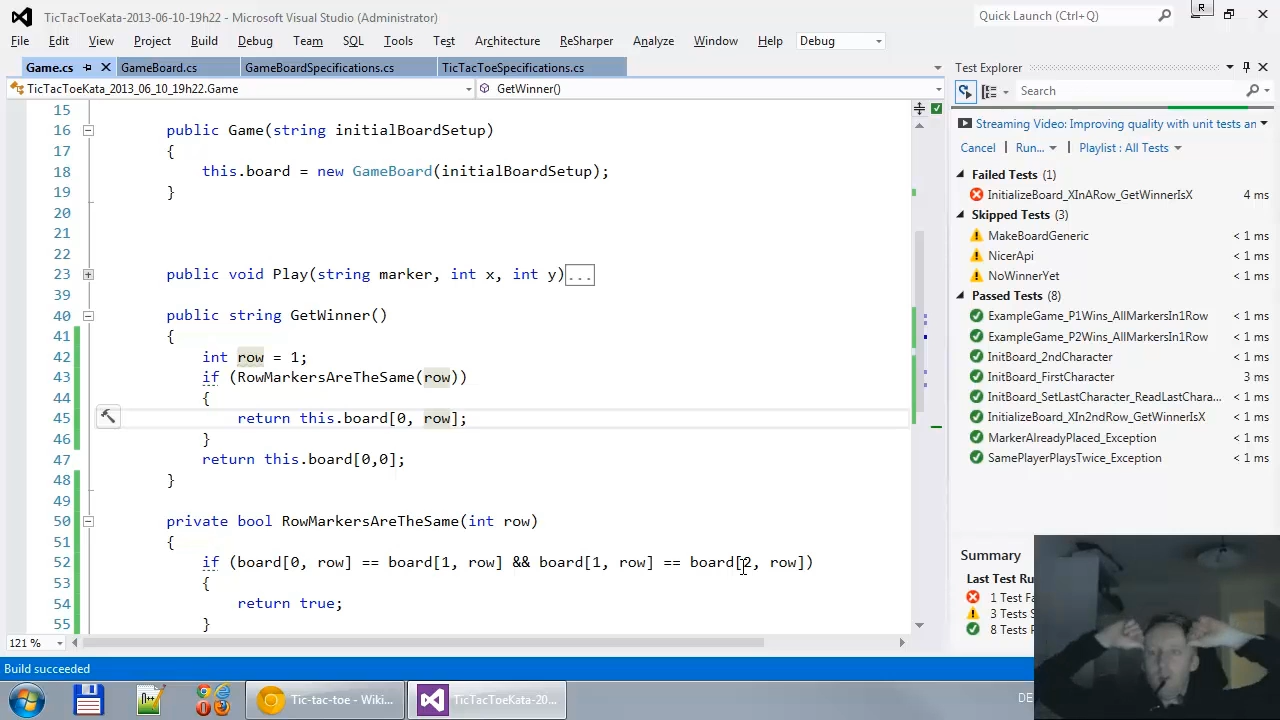 TicTacToeKata-2013-06-10-19h22 - Microsoft Visual Studio (Administrator)
Quick Launch (Ctrl+Q)
R
File Edit View Project Build Debug Team SQL Tools Test Architecture ReSharper Analyze Window Help Debug
Game.cs GameBoard.cs GameBoardSpecifications.cs TicTacToeSpecifications.cs
TicTacToeKata_2013_06_10_19h22.Game GetWinner()
15
16 public Game(string initialBoardSetup)
17 {
18 this.board = new GameBoard(initialBoardSetup);
19 }
20
21
22
23 public void Play(string marker, int x, int y)...
39
40 public string GetWinner()
41 {
42 int row = 1;
43 if (RowMarkersAreTheSame(row))
44 {
45 return this.board[0, row];
46 }
47 return this.board[0,0];
48 }
49
50 private bool RowMarkersAreTheSame(int row)
51 {
52 if (board[0, row] == board[1, row] && board[1, row] == board[2, row])
53 {
54 return true;
55 }
121 %
Test Explorer
Search
Streaming Video: Improving quality with unit tests an
Cancel Run... Playlist : All Tests
Failed Tests (1)
InitializeBoard_XInARow_GetWinnerIsX 4 ms
Skipped Tests (3)
MakeBoardGeneric < 1 ms
NicerApi < 1 ms
NoWinnerYet < 1 ms
Passed Tests (8)
ExampleGame_P1Wins_AllMarkersIn1Row < 1 ms
ExampleGame_P2Wins_AllMarkersIn1Row < 1 ms
InitBoard_2ndCharacter < 1 ms
InitBoard_FirstCharacter 3 ms
InitBoard_SetLastCharacter_ReadLastChara... < 1 ms
InitializeBoard_XIn2ndRow_GetWinnerIsX < 1 ms
MarkerAlreadyPlaced_Exception < 1 ms
SamePlayerPlaysTwice_Exception < 1 ms
Summary
Last Test Run
1 Test Fa
3 Tests S
8 Tests P
Build succeeded
Tic-tac-toe - Wiki... TicTacToeKata-20... DE